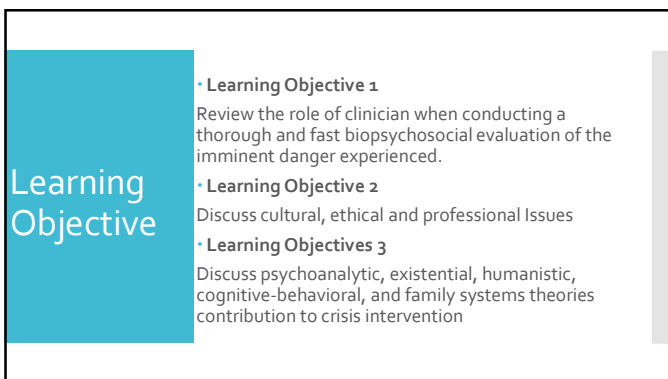 Learning
Objective
• Learning Objective 1
Review the role of clinician when conducting a
thorough and fast biopsychosocial evaluation of the
imminent danger experienced.
• Learning Objective 2
Discuss cultural, ethical and professional Issues
• Learning Objectives 3
Discuss psychoanalytic, existential, humanistic,
cognitive-behavioral, and family systems theories
contribution to crisis intervention